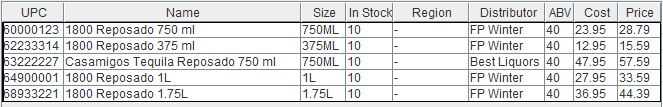 UPC Name Size In Stock Region Distributor ABV Cost Price
60000123 1800 Reposado 750 ml 750ML 10 - FP Winter 40 23.95 28.79
62233314 1800 Reposado 375 ml 375ML 10 - FP Winter 40 12.95 15.59
63222227 Casamigos Tequila Reposado 750 ml 750ML 10 - Best Liquors 40 47.95 57.59
64900001 1800 Reposado 1L 1L 10 - FP Winter 40 27.95 33.59
68933221 1800 Reposado 1.75L 1.75L 10 - FP Winter 40 36.95 44.39